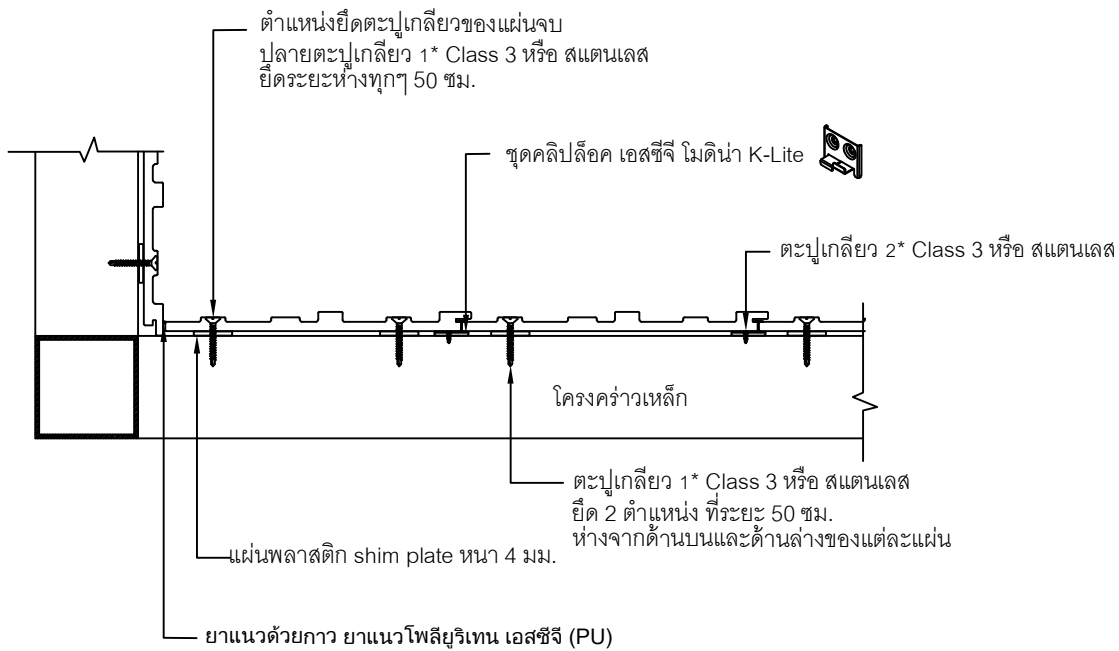 ตำแหน่งยึดตะปูเกลียวของแผ่นจบ
ปลายตะปูเกลียว 1* Class 3 หรือ สแตนเลส
ยึดระยะห่างทุกๆ 50 ซม.
ชุดคลิปล็อค เอสซีจี โมดิน่า K-Lite
ตะปูเกลียว 2* Class 3 หรือ สแตนเลส
โครงคร่าวเหล็ก
ตะปูเกลียว 1* Class 3 หรือ สแตนเลส
ยึด 2 ตำแหน่ง ที่ระยะ 50 ซม.
ห่างจากด้านบนและด้านล่างของแต่ละแผ่น
แผ่นพลาสติก shim plate หนา 4 มม.
ยาแนวด้วยกาว ยาแนวโพลียูริเทน เอสซีจี (PU)